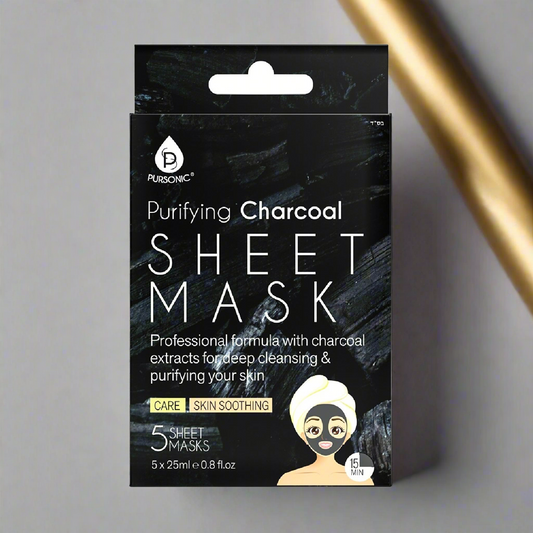 בס"ד
P
PURSONIC®
Purifying Charcoal
SHEET
MASK
Professional formula with charcoal
extracts for deep cleansing &
purifying your skin
CARE SKIN SOOTHING
5 SHEET
MASKS
5 x 25ml ℮ 0.8 fl.oz
15
MIN